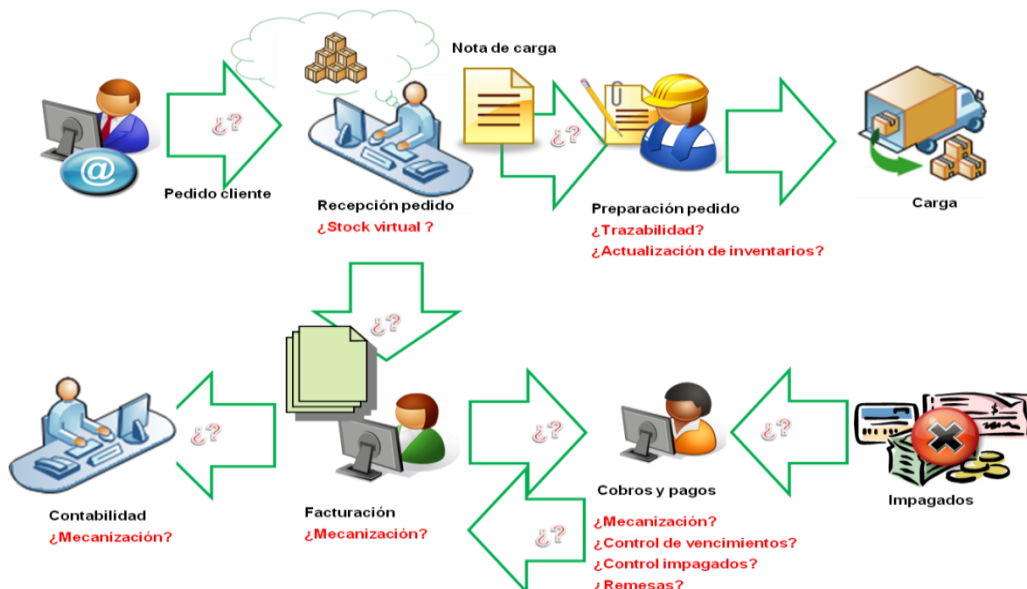 Nota de carga
¿?
¿?
@
Pedido cliente
Recepción pedido
¿Stock virtual ?
Preparación pedido
¿Trazabilidad?
¿Actualización de inventarios?
Carga
¿?
¿?
¿?
¿?
¿?
$
Contabilidad
¿Mecanización?
Facturación
¿Mecanización?
Cobros y pagos
¿Mecanización?
¿Control de vencimientos?
¿Control impagados?
¿Remesas?
Impagados